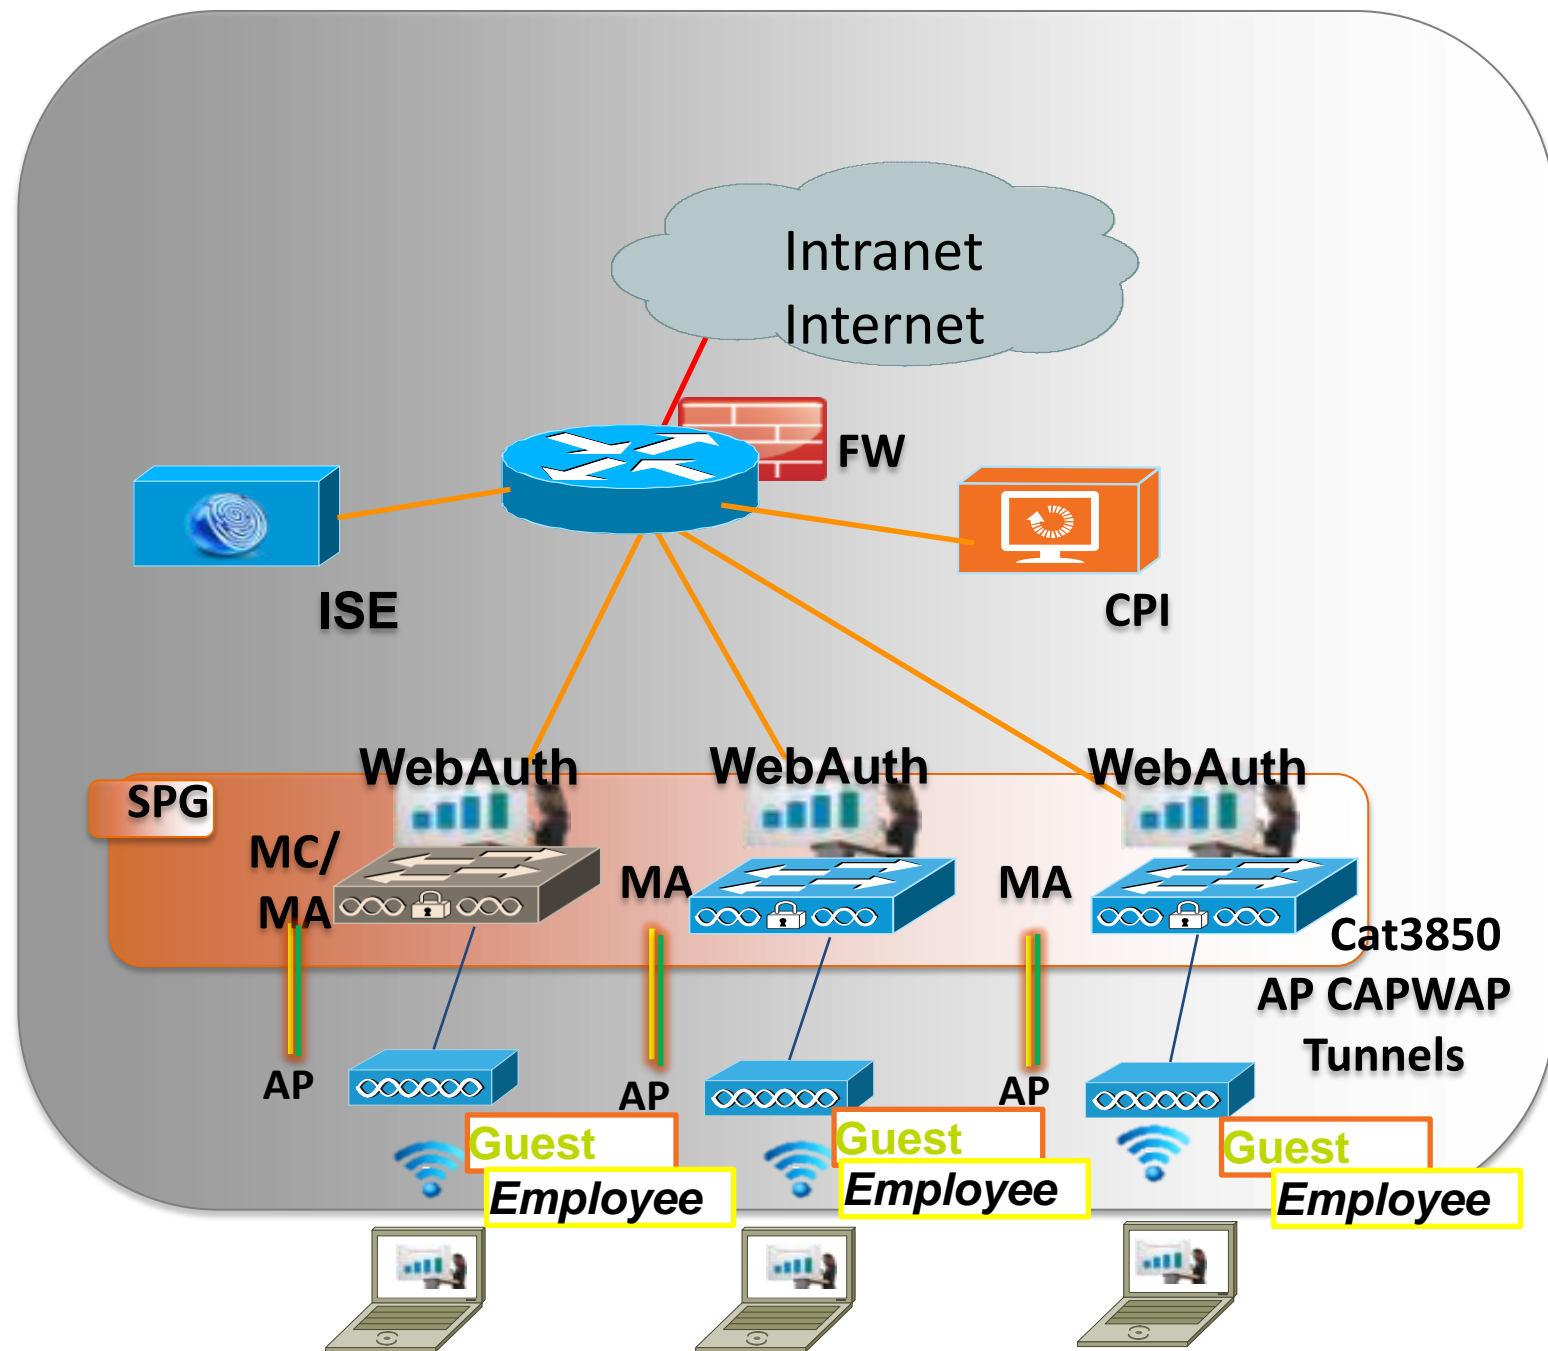 Intranet
Internet
FW
ISE
CPI
WebAuth
WebAuth
WebAuth
SPG
MC/
MA
MA
MA
Cat3850
AP CAPWAP
Tunnels
AP
AP
AP
Guest
Employee
Guest
Employee
Guest
Employee